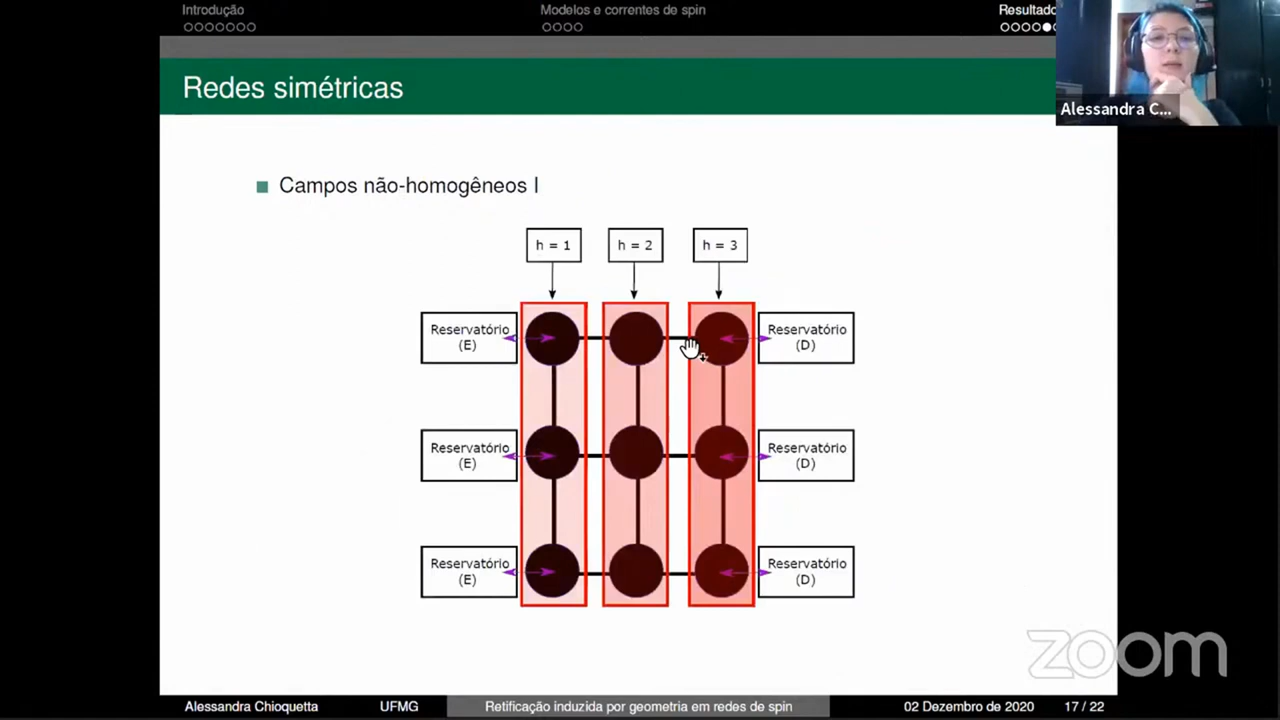 Introdução
Modelos e correntes de spin
Resultado
Alessandra C...
Redes simétricas
Campos não-homogêneos I
h = 1
h = 2
h = 3
Reservatório
(E)
Reservatório
(D)
Reservatório
(E)
Reservatório
(D)
Reservatório
(E)
Reservatório
(D)
zoom
Alessandra Chioquetta
UFMG
Retificação induzida por geometria em redes de spin
02 Dezembro de 2020
17 / 22